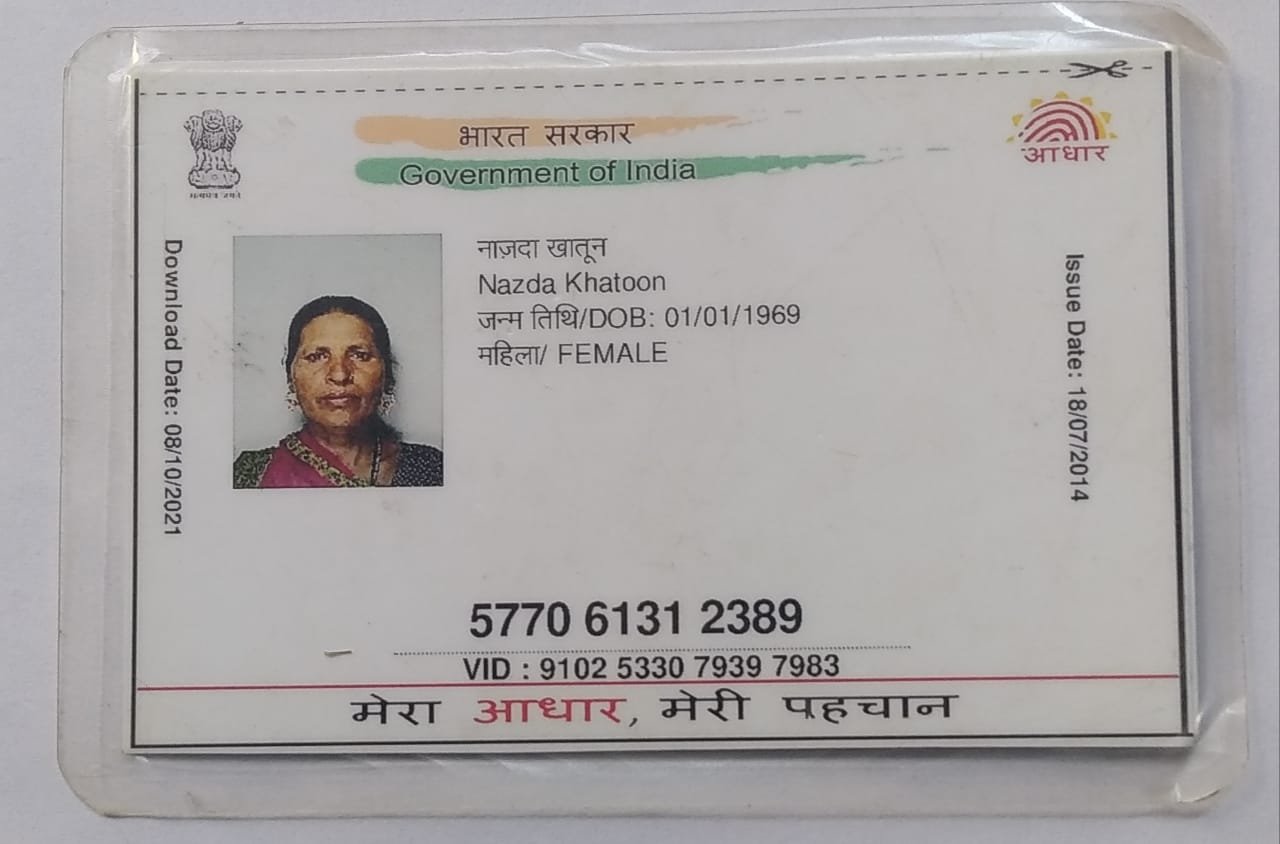 भारत सरकार
Government of India
आधार
Download Date: 08/10/2021
नाज़दा खातून
Nazda Khatoon
जन्म तिथि/DOB: 01/01/1969
महिला/ FEMALE
Issue Date: 18/07/2014
5770 6131 2389
VID : 9102 5330 7939 7983
मेरा आधार, मेरी पहचान